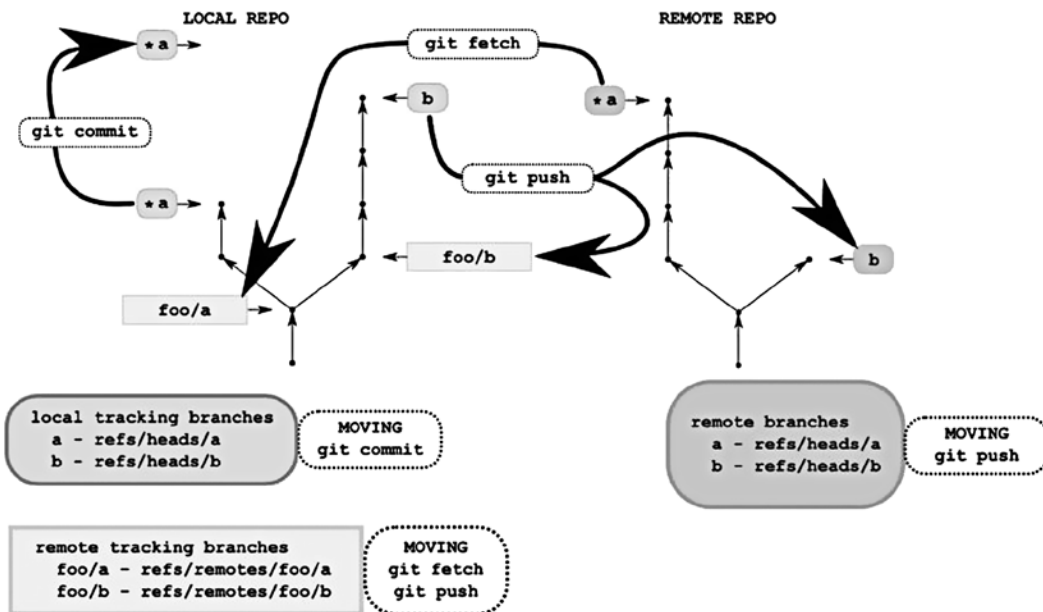 LOCAL REPO
REMOTE REPO
* a
git fetch
b
* a
git commit
git push
* a
foo/b
b
foo/a
local tracking branches
a - refs/heads/a
b - refs/heads/b
MOVING
git commit
remote branches
a - refs/heads/a
b - refs/heads/b
MOVING
git push
remote tracking branches
foo/a - refs/remotes/foo/a
foo/b - refs/remotes/foo/b
MOVING
git fetch
git push